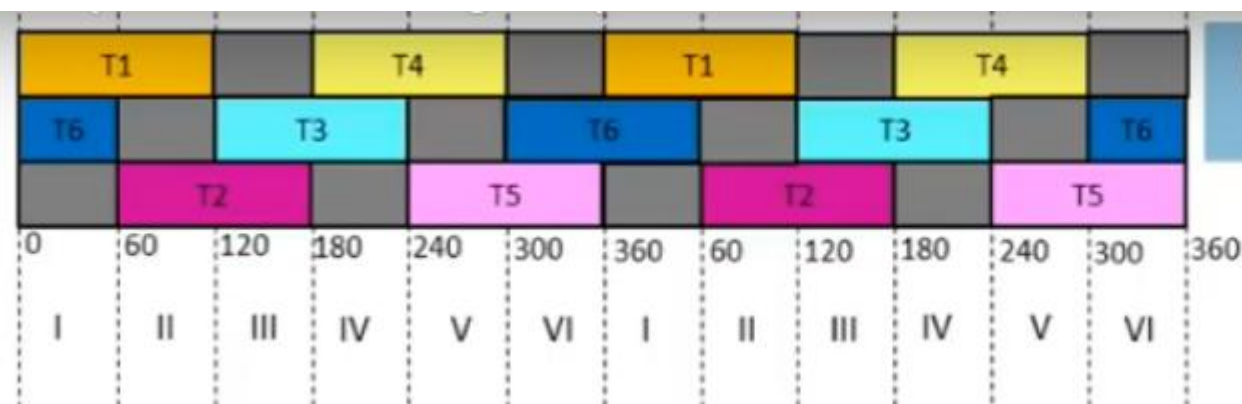 T1 T4 T1 T4
T6 T3 T6 T3 T6
T2 T5 T2 T5
0 60 120 180 240 300 360 60 120 180 240 300 360
I II III IV V VI I II III IV V VI